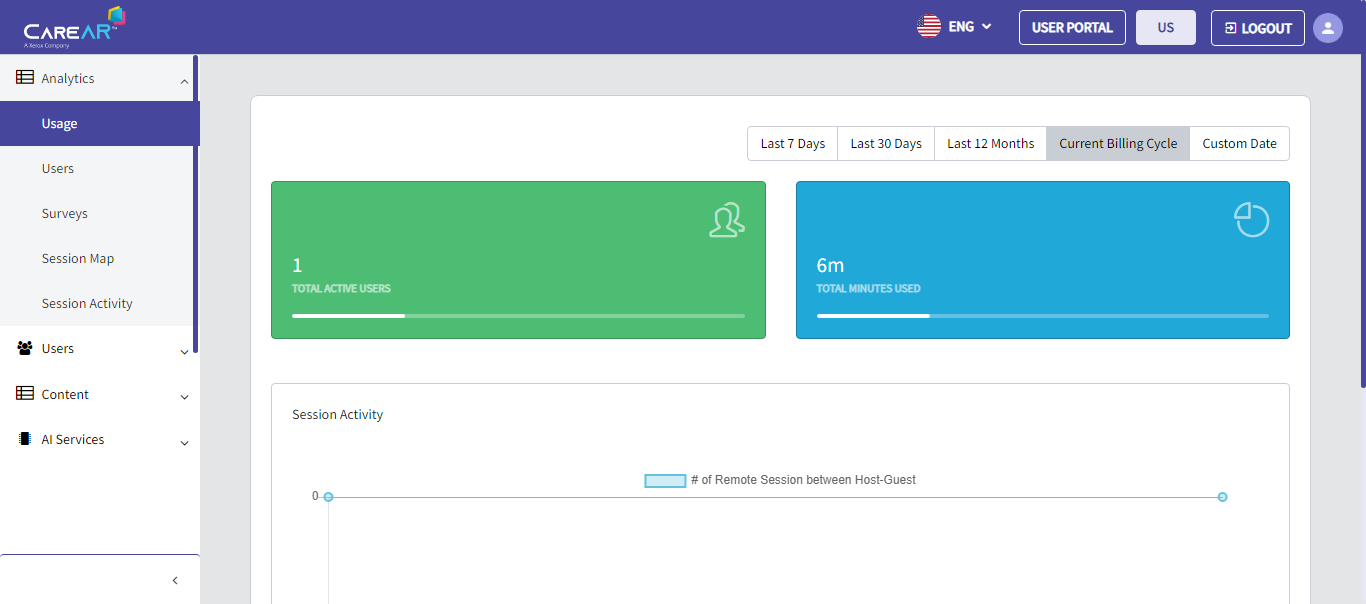 CAREAR™
A Xerox Company
ENG
USER PORTAL
US
LOGOUT
Analytics
Usage
Users
Surveys
Session Map
Session Activity
Users
Content
AI Services
Last 7 Days
Last 30 Days
Last 12 Months
Current Billing Cycle
Custom Date
1
TOTAL ACTIVE USERS
6m
TOTAL MINUTES USED
Session Activity
# of Remote Session between Host-Guest
0